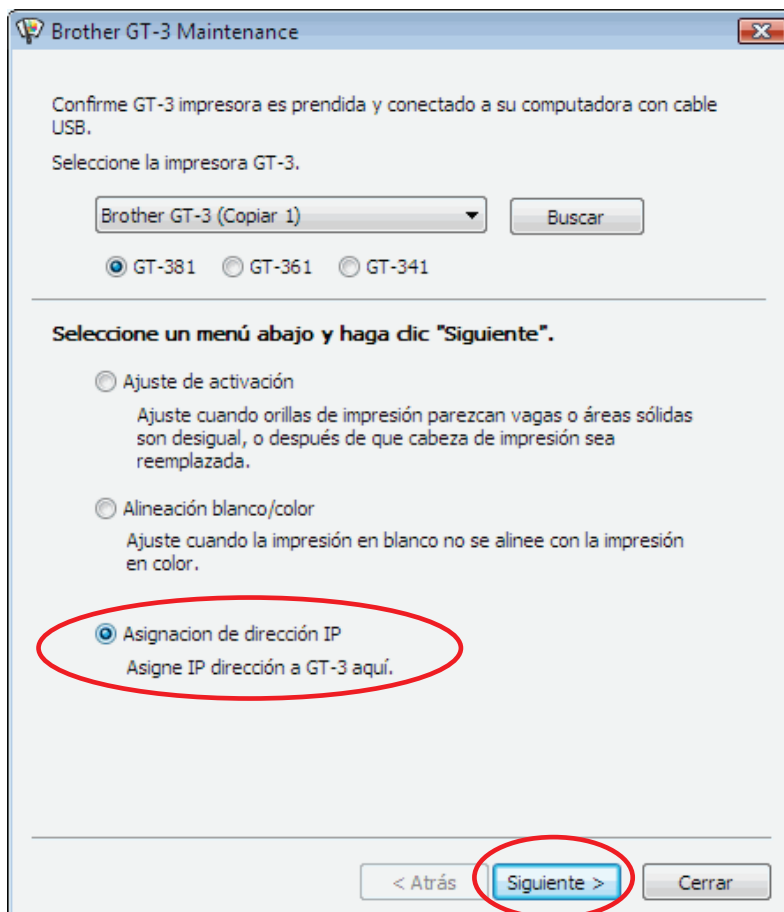 Brother GT-3 Maintenance
Confirme GT-3 impresora es prendida y conectado a su computadora con cable
USB.
Seleccione la impresora GT-3.
Brother GT-3 (Copiar 1)
Buscar
GT-381 GT-361 GT-341
Seleccione un menú abajo y haga clic "Siguiente".
Ajuste de activación
Ajuste cuando orillas de impresión parezcan vagas o áreas sólidas
son desigual, o después de que cabeza de impresión sea
reemplazada.
Alineación blanco/color
Ajuste cuando la impresión en blanco no se alinee con la impresión
en color.
Asignacion de dirección IP
Asigne IP dirección a GT-3 aquí.
< Atrás
Siguiente >
Cerrar